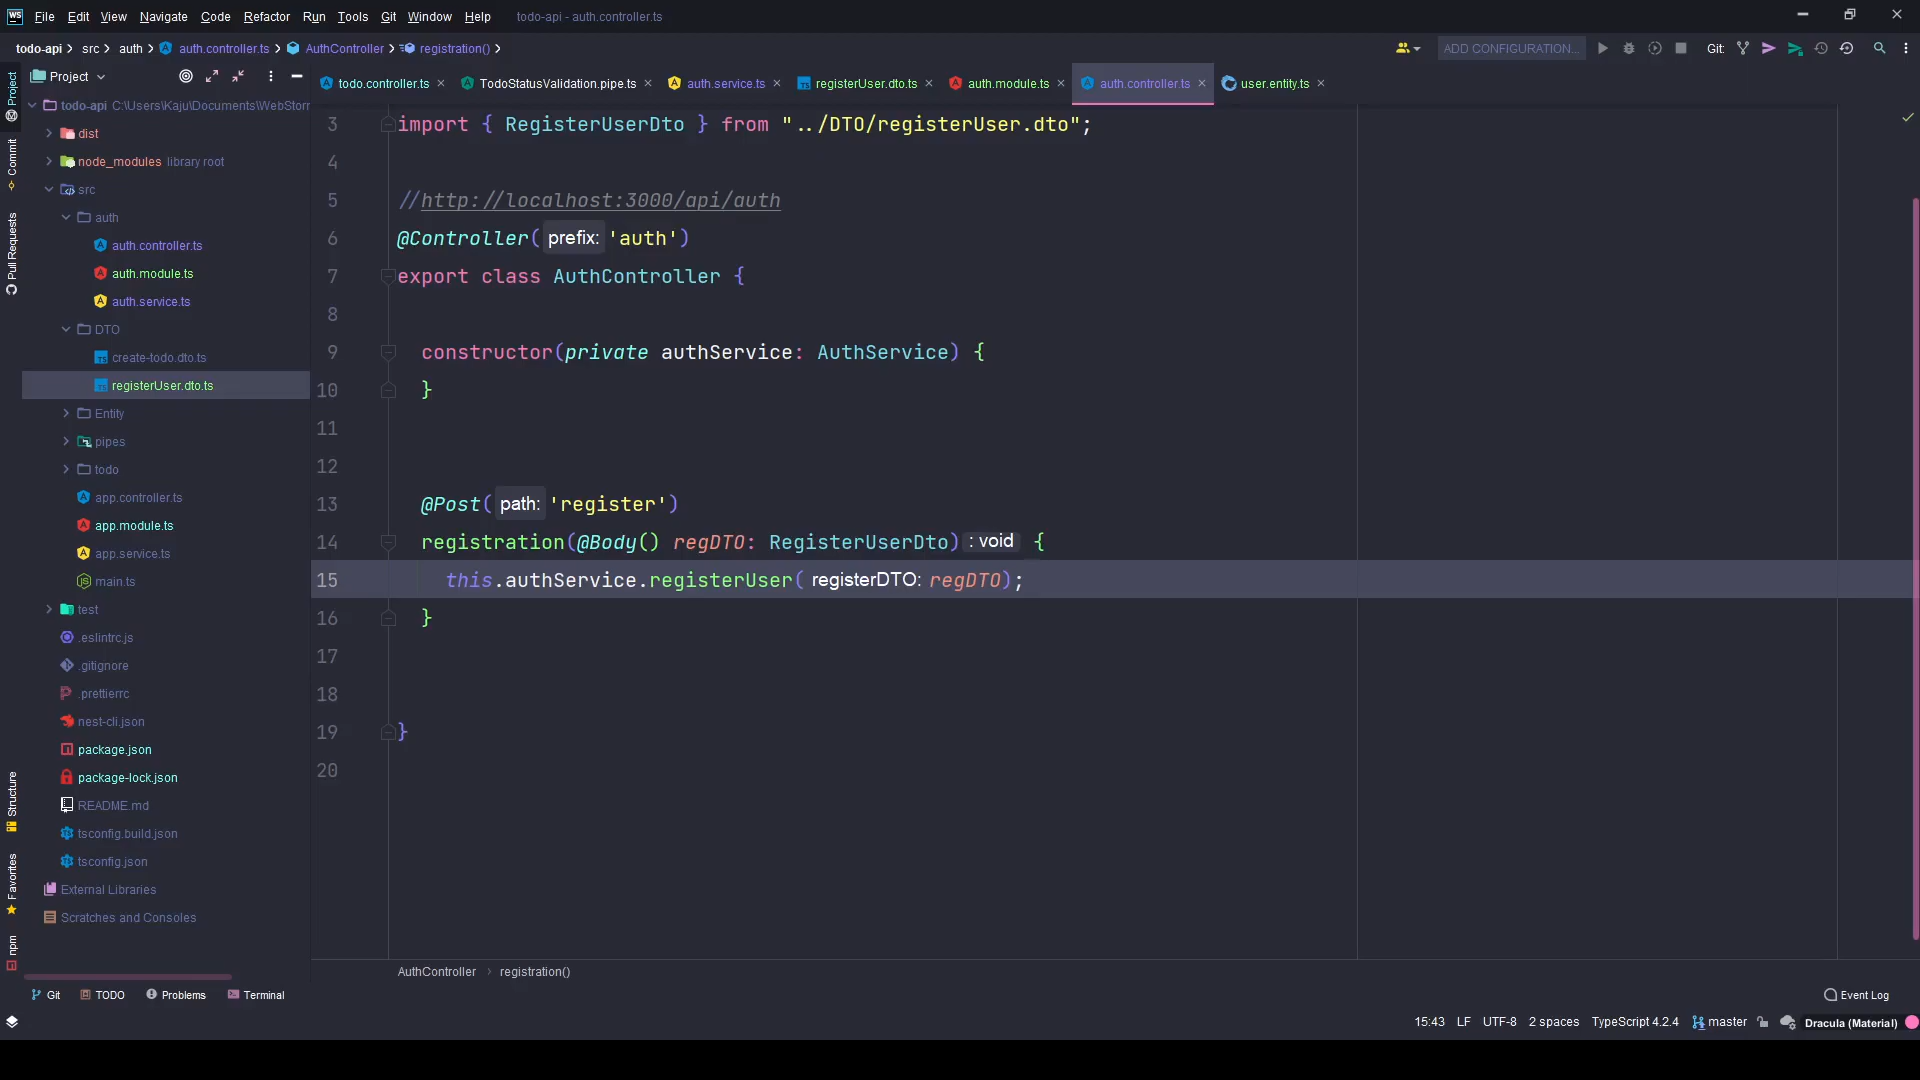 WS File Edit View Navigate Code Refactor Run Tools Git Window Help todo-api - auth.controller.ts
todo-api src auth auth.controller.ts AuthController registration() ADD CONFIGURATION... Git:
Project
todo.controller.ts TodoStatusValidation.pipe.ts auth.service.ts registerUser.dto.ts auth.module.ts auth.controller.ts user.entity.ts
Project
Commit
Pull Requests
Structure
Favorites
npm
todo-api C:\Users\Kaju\Documents\WebStorm
dist
node_modules library root
src
auth
auth.controller.ts
auth.module.ts
auth.service.ts
DTO
create-todo.dto.ts
registerUser.dto.ts
Entity
pipes
todo
app.controller.ts
app.module.ts
app.service.ts
main.ts
test
.eslintrc.js
.gitignore
.prettierrc
nest-cli.json
package.json
package-lock.json
README.md
tsconfig.build.json
tsconfig.json
External Libraries
Scratches and Consoles
3 import { RegisterUserDto } from "../DTO/registerUser.dto";
4
5 //http://localhost:3000/api/auth
6 @Controller( prefix: 'auth')
7 export class AuthController {
8
9 constructor(private authService: AuthService) {
10 }
11
12
13 @Post( path: 'register')
14 registration(@Body() regDTO: RegisterUserDto) : void {
15 this.authService.registerUser( registerDTO: regDTO);
16 }
17
18
19 }
20
AuthController registration()
Git TODO Problems Terminal Event Log
15:43 LF UTF-8 2 spaces TypeScript 4.2.4 master Dracula (Material)